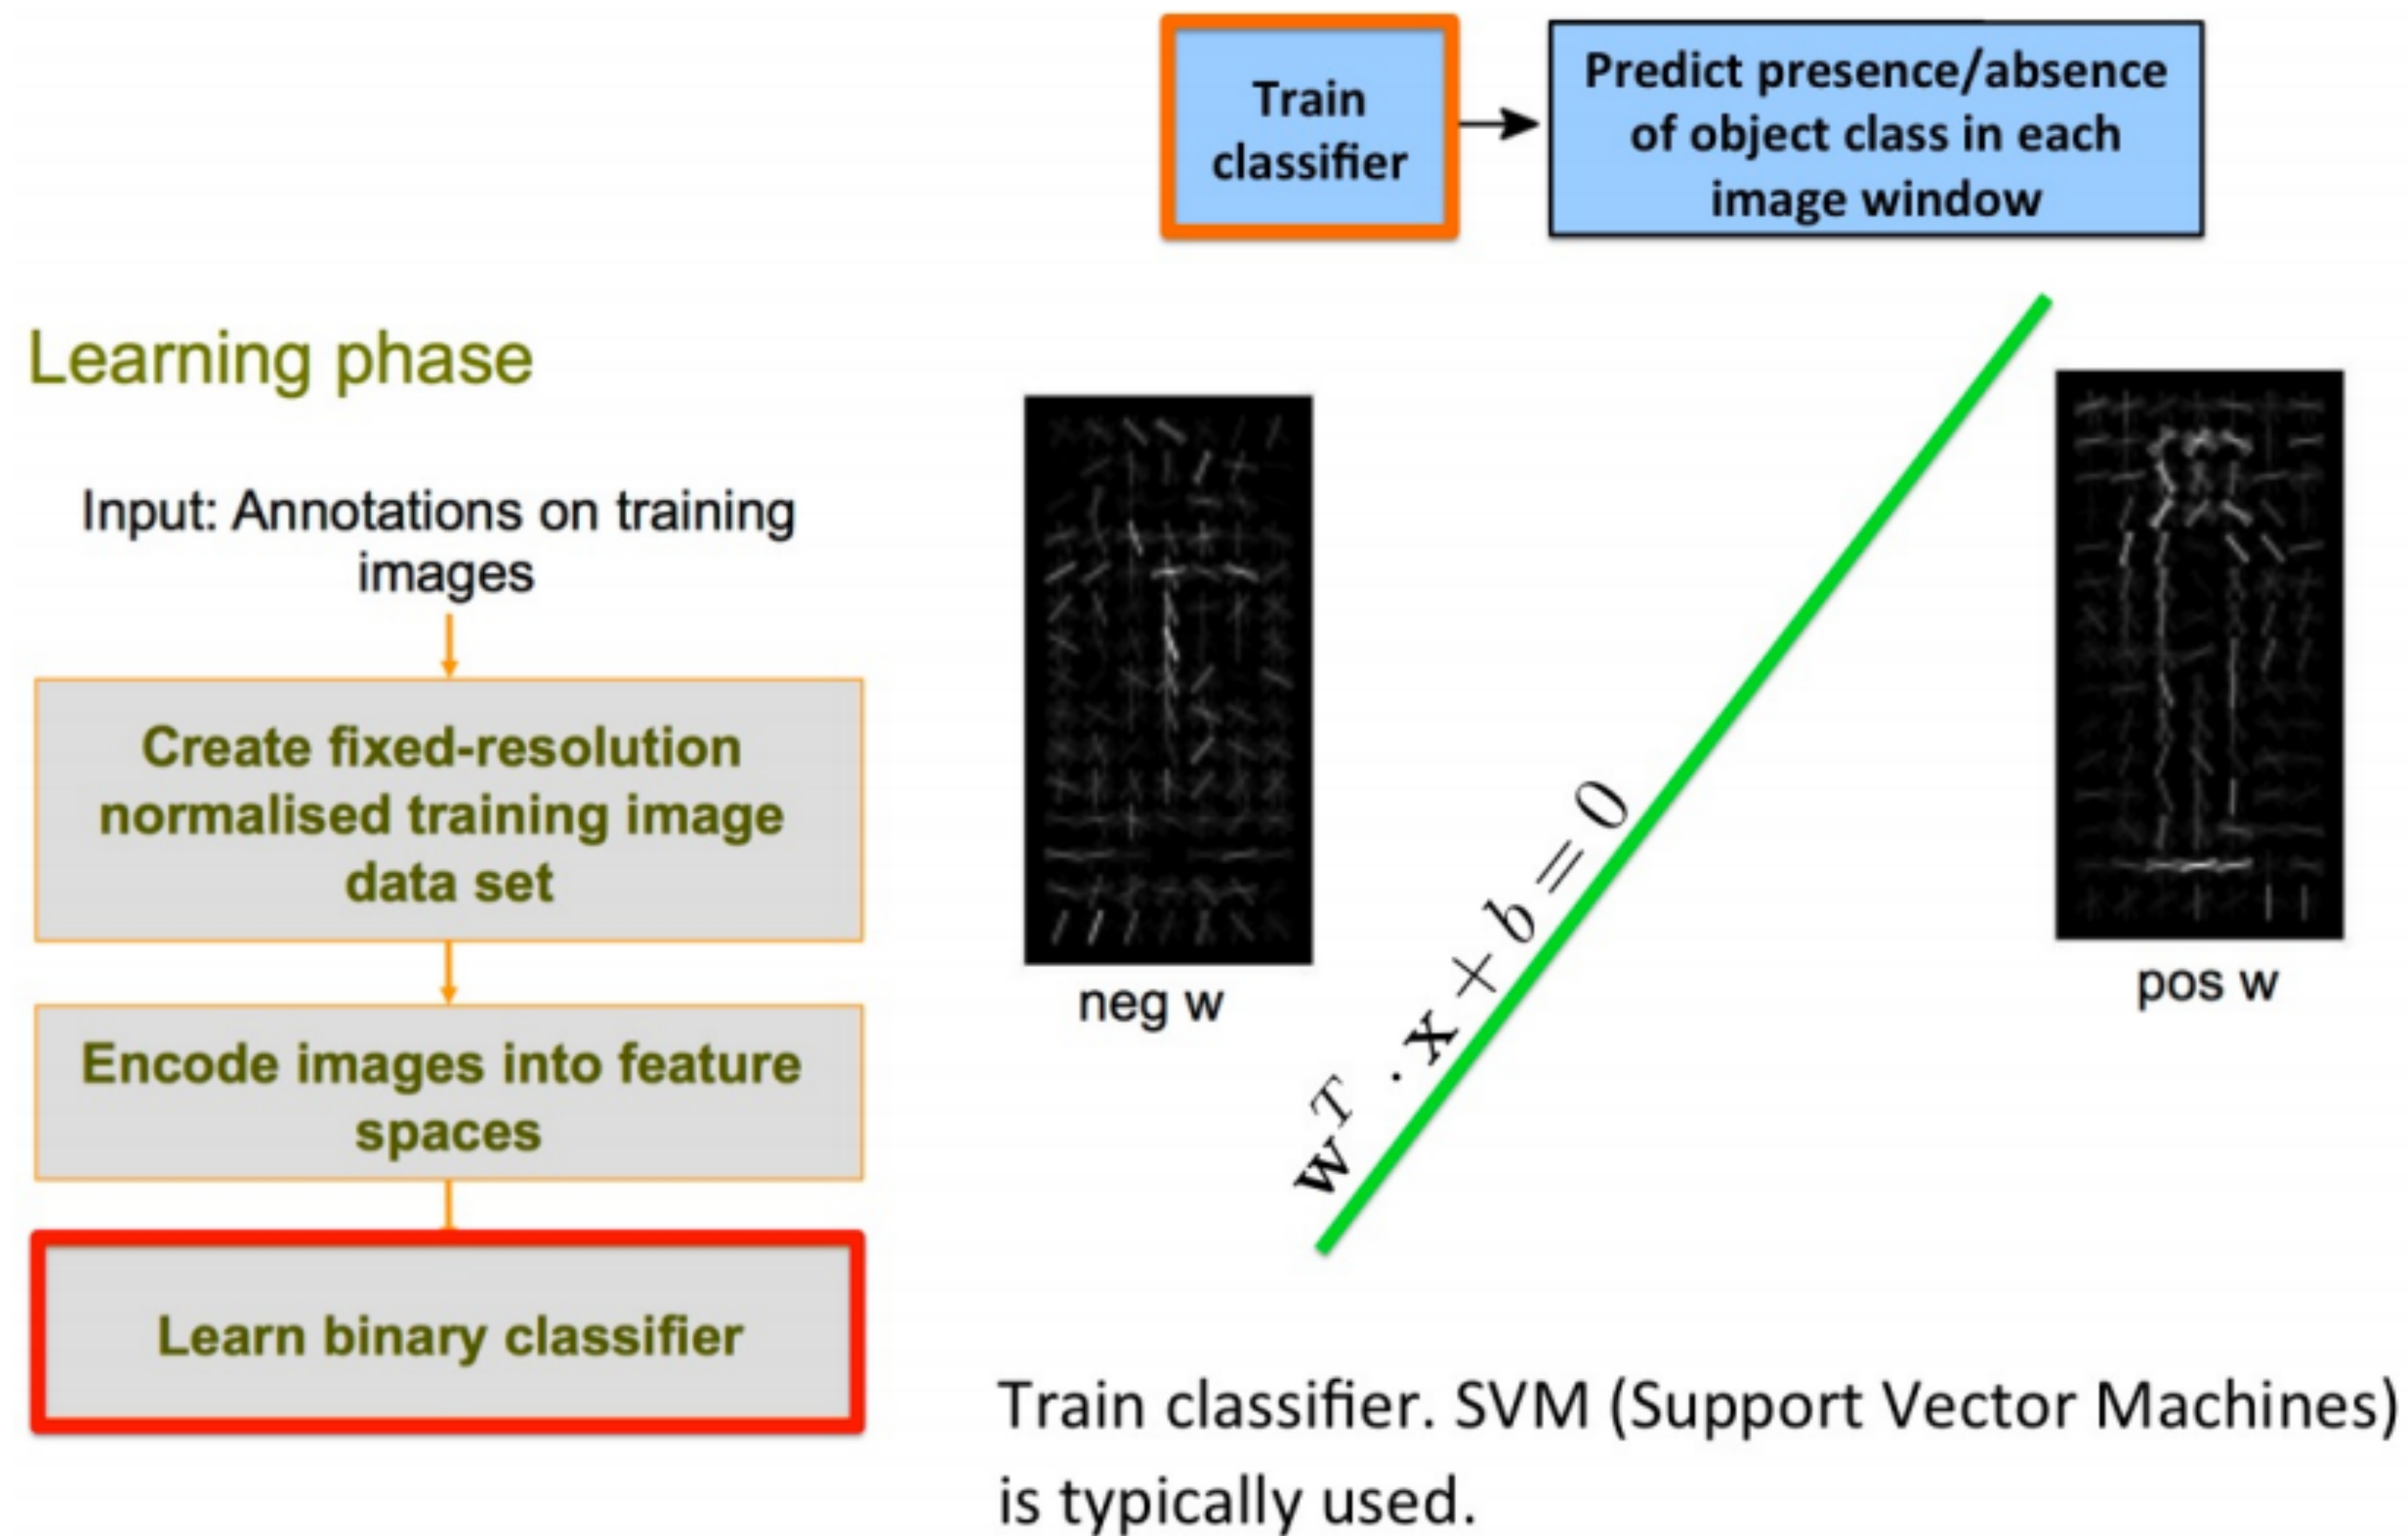 Train
classifier
Predict presence/absence
of object class in each
image window
Learning phase
Input: Annotations on training
images
Create fixed-resolution
normalised training image
data set
Encode images into feature
spaces
Learn binary classifier
neg w
w^T · x + b = 0
pos w
Train classifier. SVM (Support Vector Machines)
is typically used.